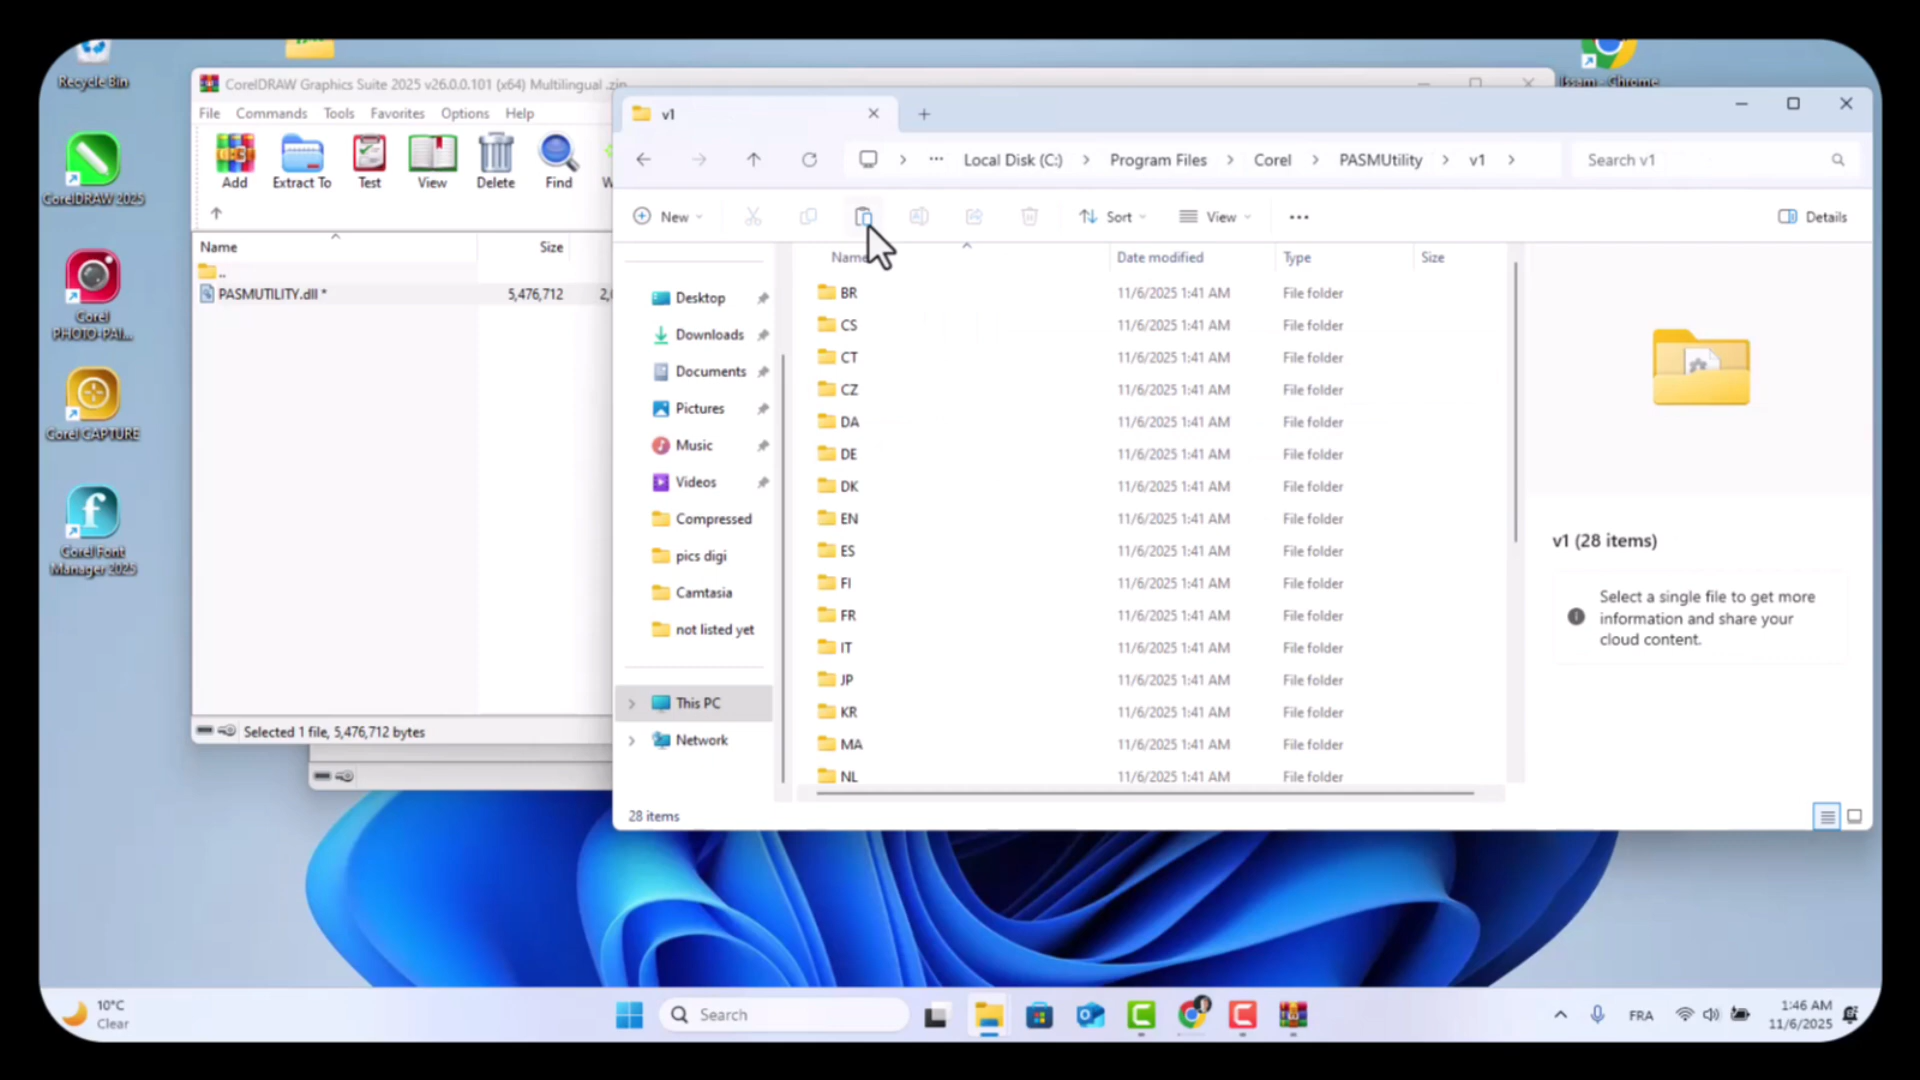 Recycle Bin
Issam - Chrome
CorelDRAW 2025
Corel
PHOTO-PAI...
Corel CAPTURE
Corel Font
Manager 2025
CorelDRAW Graphics Suite 2025 v26.0.0.101 (x64) Multilingual .zip
File Commands Tools Favorites Options Help
Add Extract To Test View Delete Find
Name Size
..
PASMUTILITY.dll * 5,476,712
Selected 1 file, 5,476,712 bytes
v1
Local Disk (C:) > Program Files > Corel > PASMUtility > v1 >
Search v1
New Sort View ... Details
Desktop
Downloads
Documents
Pictures
Music
Videos
Compressed
pics digi
Camtasia
not listed yet
This PC
Network
Name Date modified Type Size
BR 11/6/2025 1:41 AM File folder
CS 11/6/2025 1:41 AM File folder
CT 11/6/2025 1:41 AM File folder
CZ 11/6/2025 1:41 AM File folder
DA 11/6/2025 1:41 AM File folder
DE 11/6/2025 1:41 AM File folder
DK 11/6/2025 1:41 AM File folder
EN 11/6/2025 1:41 AM File folder
ES 11/6/2025 1:41 AM File folder
FI 11/6/2025 1:41 AM File folder
FR 11/6/2025 1:41 AM File folder
IT 11/6/2025 1:41 AM File folder
JP 11/6/2025 1:41 AM File folder
KR 11/6/2025 1:41 AM File folder
MA 11/6/2025 1:41 AM File folder
NL 11/6/2025 1:41 AM File folder
v1 (28 items)
Select a single file to get more
information and share your
cloud content.
28 items
10°C
Clear
Search
FRA
1:46 AM
11/6/2025